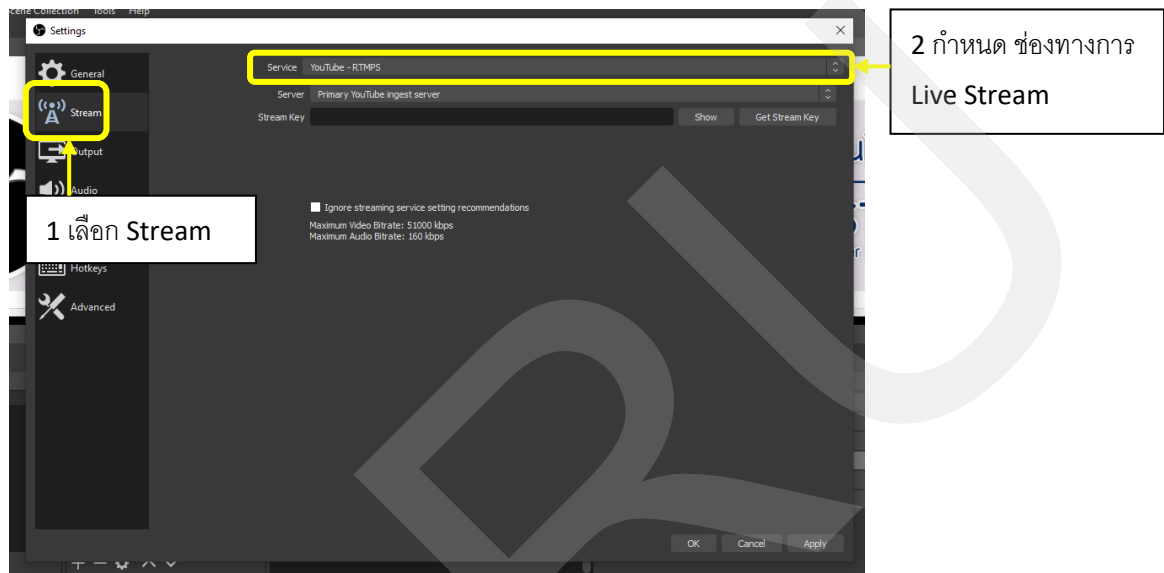 Scene Collection Tools Help
Settings
General
Stream
Output
Audio
Hotkeys
Advanced
Service YouTube - RTMPS
Server Primary YouTube ingest server
Stream Key Show Get Stream Key
Ignore streaming service setting recommendations
Maximum Video Bitrate: 51000 kbps
Maximum Audio Bitrate: 160 kbps
OK Cancel Apply
1 เลือก Stream
2 กำหนด ช่องทางการ
Live Stream